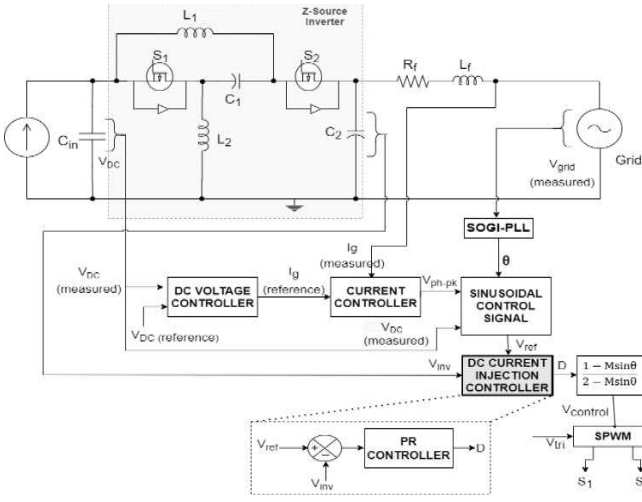 Z-Source
Inverter
L1
S1
S2
C1
L2
C2
Cin
VDC
Rf
Lf
Grid
Vgrid
(measured)
SOGI-PLL
θ
VDC
(measured)
VDC(reference)
DC VOLTAGE
CONTROLLER
Ig
(reference)
Ig
(measured)
CURRENT
CONTROLLER
Vph-pk
VDC
(measured)
SINUSOIDAL
CONTROL
SIGNAL
Vref
Vinv
DC CURRENT
INJECTION
CONTROLLER
D
1 − Msinθ
2 − Msinθ
Vcontrol
Vtri
SPWM
S1
S
Vref
+
−
Vinv
PR
CONTROLLER
D